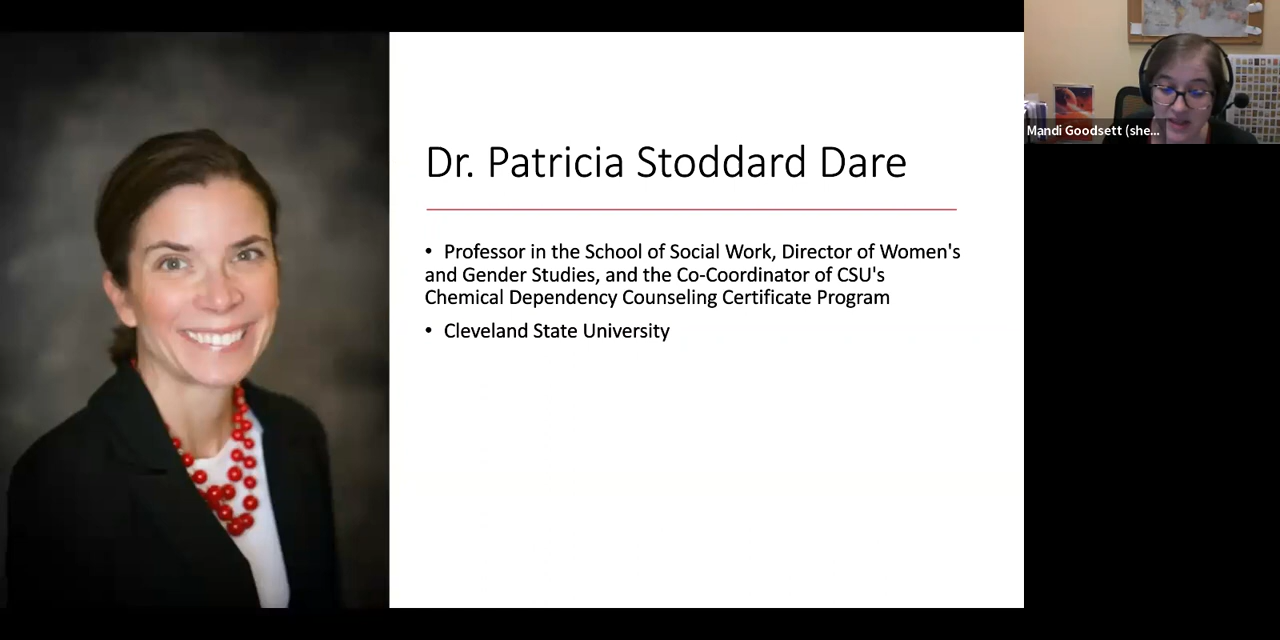 Dr. Patricia Stoddard Dare
• Professor in the School of Social Work, Director of Women's
and Gender Studies, and the Co-Coordinator of CSU's
Chemical Dependency Counseling Certificate Program
• Cleveland State University
Mandi Goodsett (she...